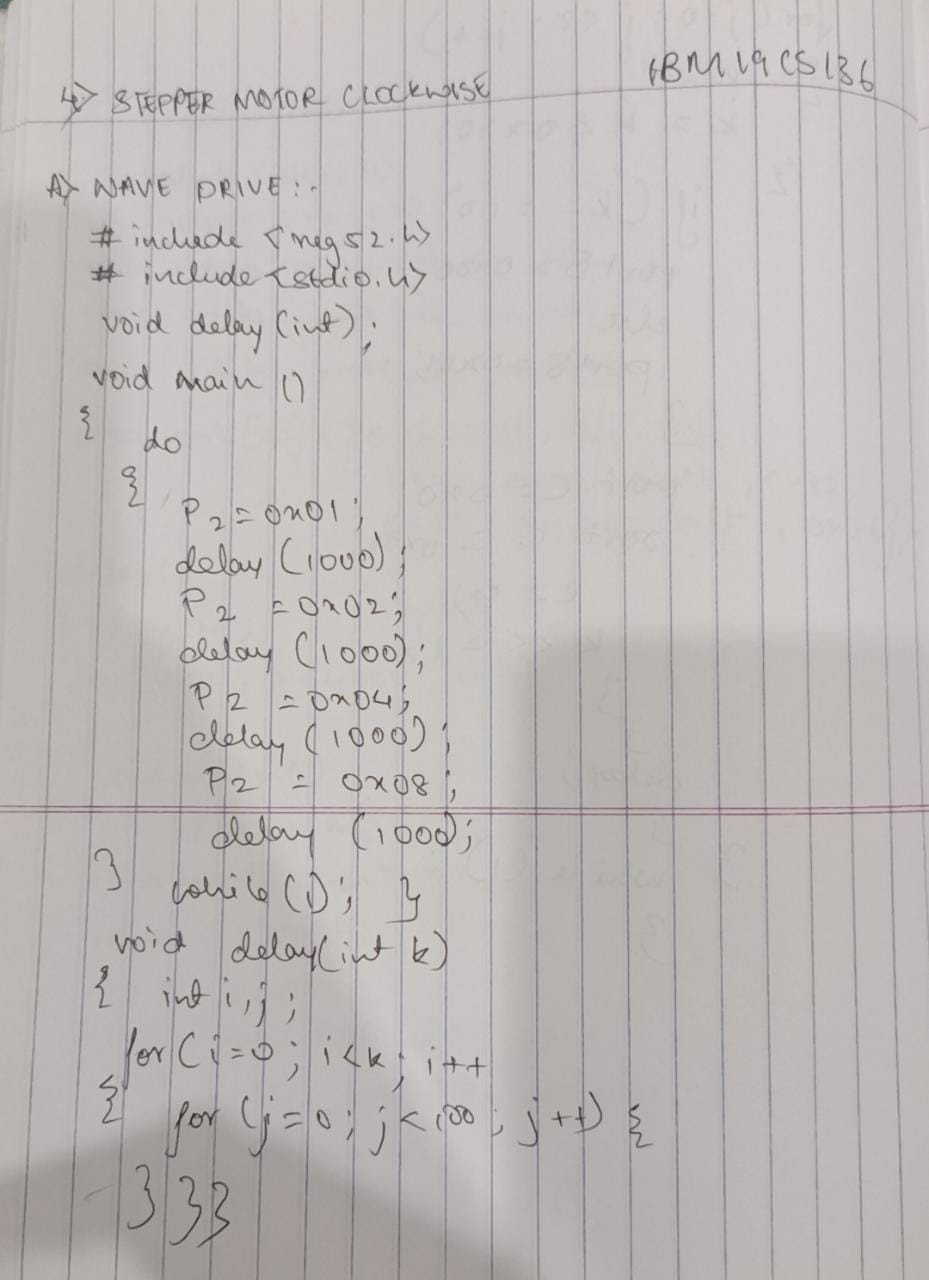 4> STEPPER MOTOR CLOCKWISE
1BM19CS136
A> WAVE DRIVE :-
# include <reg52.h>
# include <stdio.h>
void delay (int);
void main ()
{ do
{
P2 = 0x01;
delay (1000);
P2 = 0x02;
delay (1000);
P2 = 0x04;
delay (1000);
P2 = 0x08;
delay (1000);
} while (1); }
void delay(int k)
{ int i,j;
for (i=0; i<k; i++
{ for (j=0; j<100; j++) {
} } }